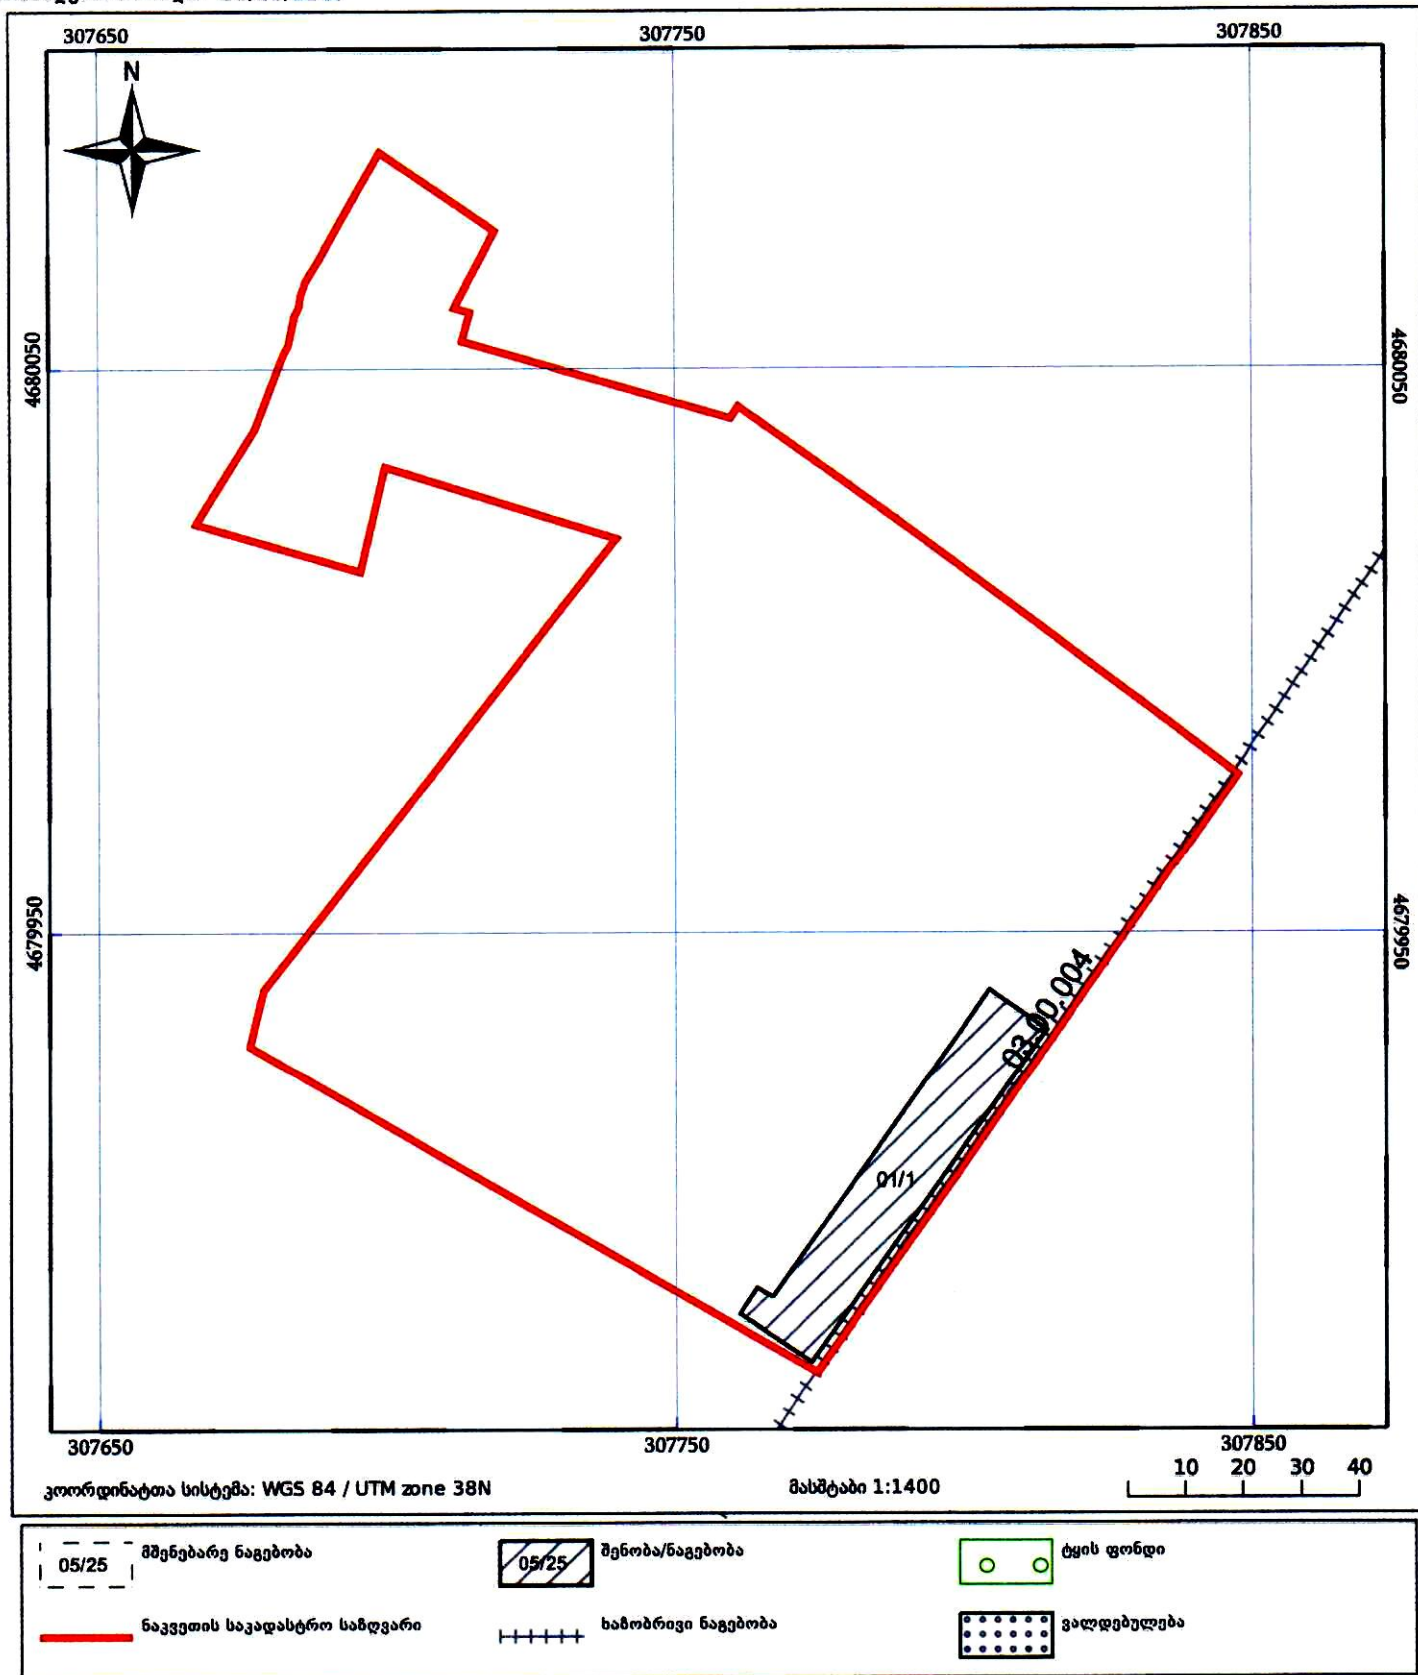 307650 307750 307850
N
4680050 4680050
4679950 4679950
03.00.004
01/1
307650 307750 307850
კოორდინატთა სისტემა: WGS 84 / UTM zone 38N მასშტაბი 1:1400 10 20 30 40
05/25 მშენებარე ნაგებობა 05/25 შენობა/ნაგებობა ტყის ფონდი
ნაკვეთის საკადასტრო საზღვარი ხაზობრივი ნაგებობა ვალდებულება